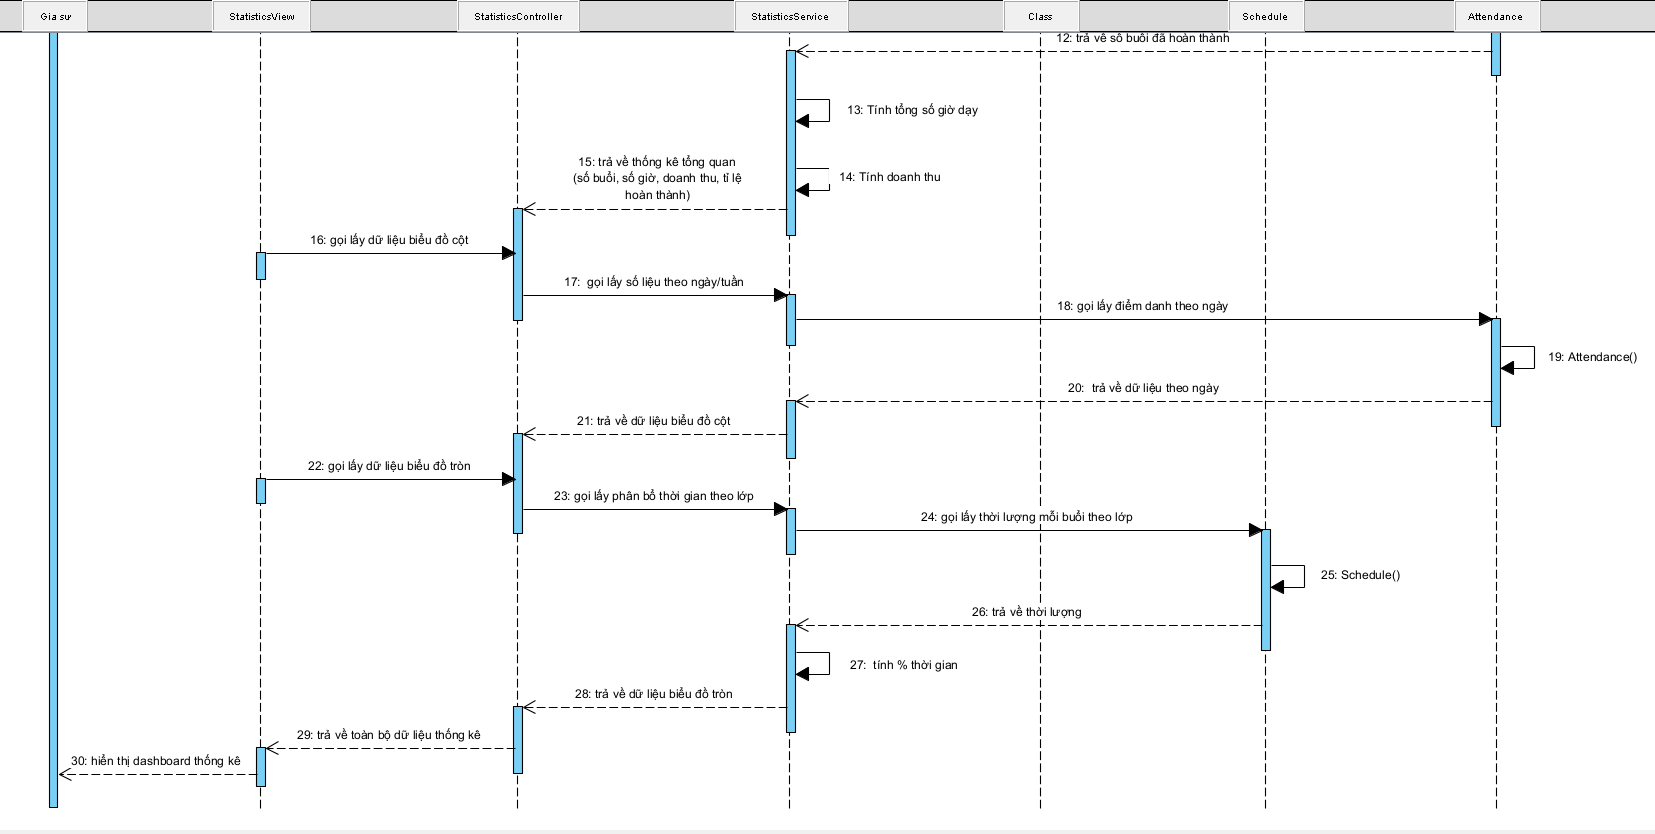 Gia sư
StatisticsView
StatisticsController
StatisticsService
Class
Schedule
Attendance
12: trả về số buổi đã hoàn thành
13: Tính tổng số giờ dạy
15: trả về thống kê tổng quan
(số buổi, số giờ, doanh thu, tỉ lệ
hoàn thành)
14: Tính doanh thu
16: gọi lấy dữ liệu biểu đồ cột
17: gọi lấy số liệu theo ngày/tuần
18: gọi lấy điểm danh theo ngày
19: Attendance()
20: trả về dữ liệu theo ngày
21: trả về dữ liệu biểu đồ cột
22: gọi lấy dữ liệu biểu đồ tròn
23: gọi lấy phân bổ thời gian theo lớp
24: gọi lấy thời lượng mỗi buổi theo lớp
25: Schedule()
26: trả về thời lượng
27: tính % thời gian
28: trả về dữ liệu biểu đồ tròn
29: trả về toàn bộ dữ liệu thống kê
30: hiển thị dashboard thống kê